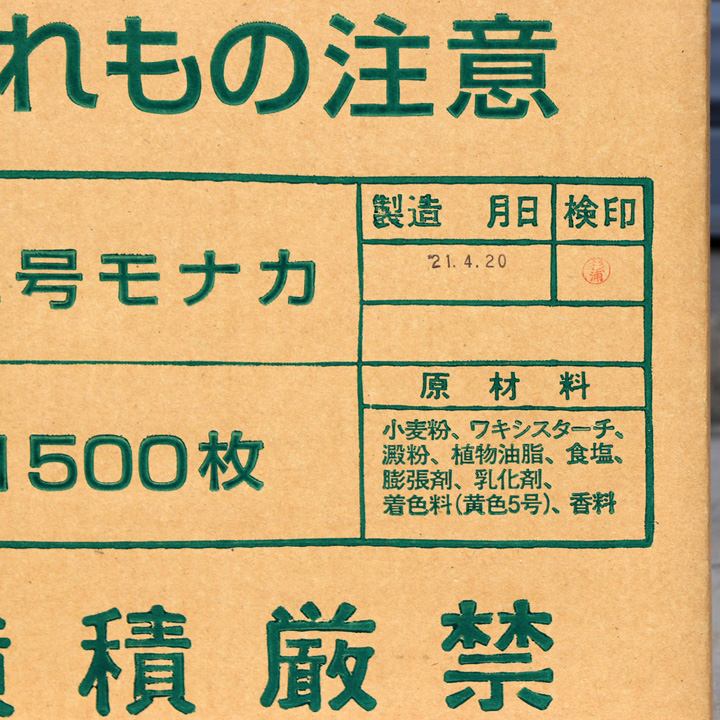 れもの注意
号モナカ
製造 月日 検印
'21.4.20
杉浦
1500枚
原材料
小麦粉、ワキシスターチ、
澱粉、植物油脂、食塩、
膨張剤、乳化剤、
着色料(黄色5号)、香料
積厳禁